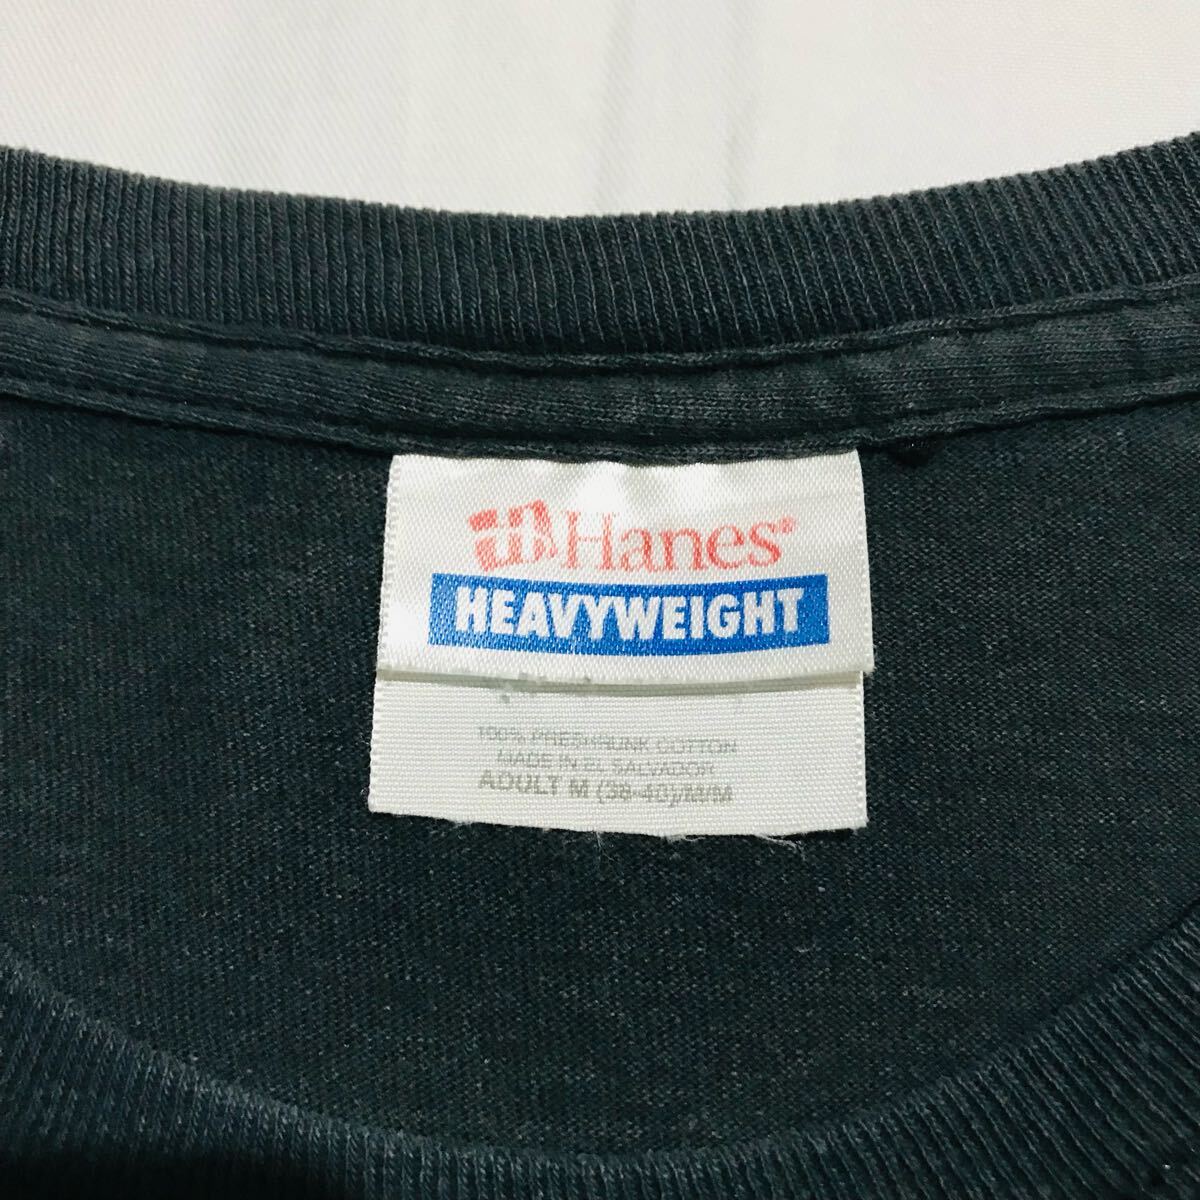 Hanes®
HEAVYWEIGHT
100% PRESHRUNK COTTON
MADE IN EL SALVADOR
ADULT M (38-40)/M/M